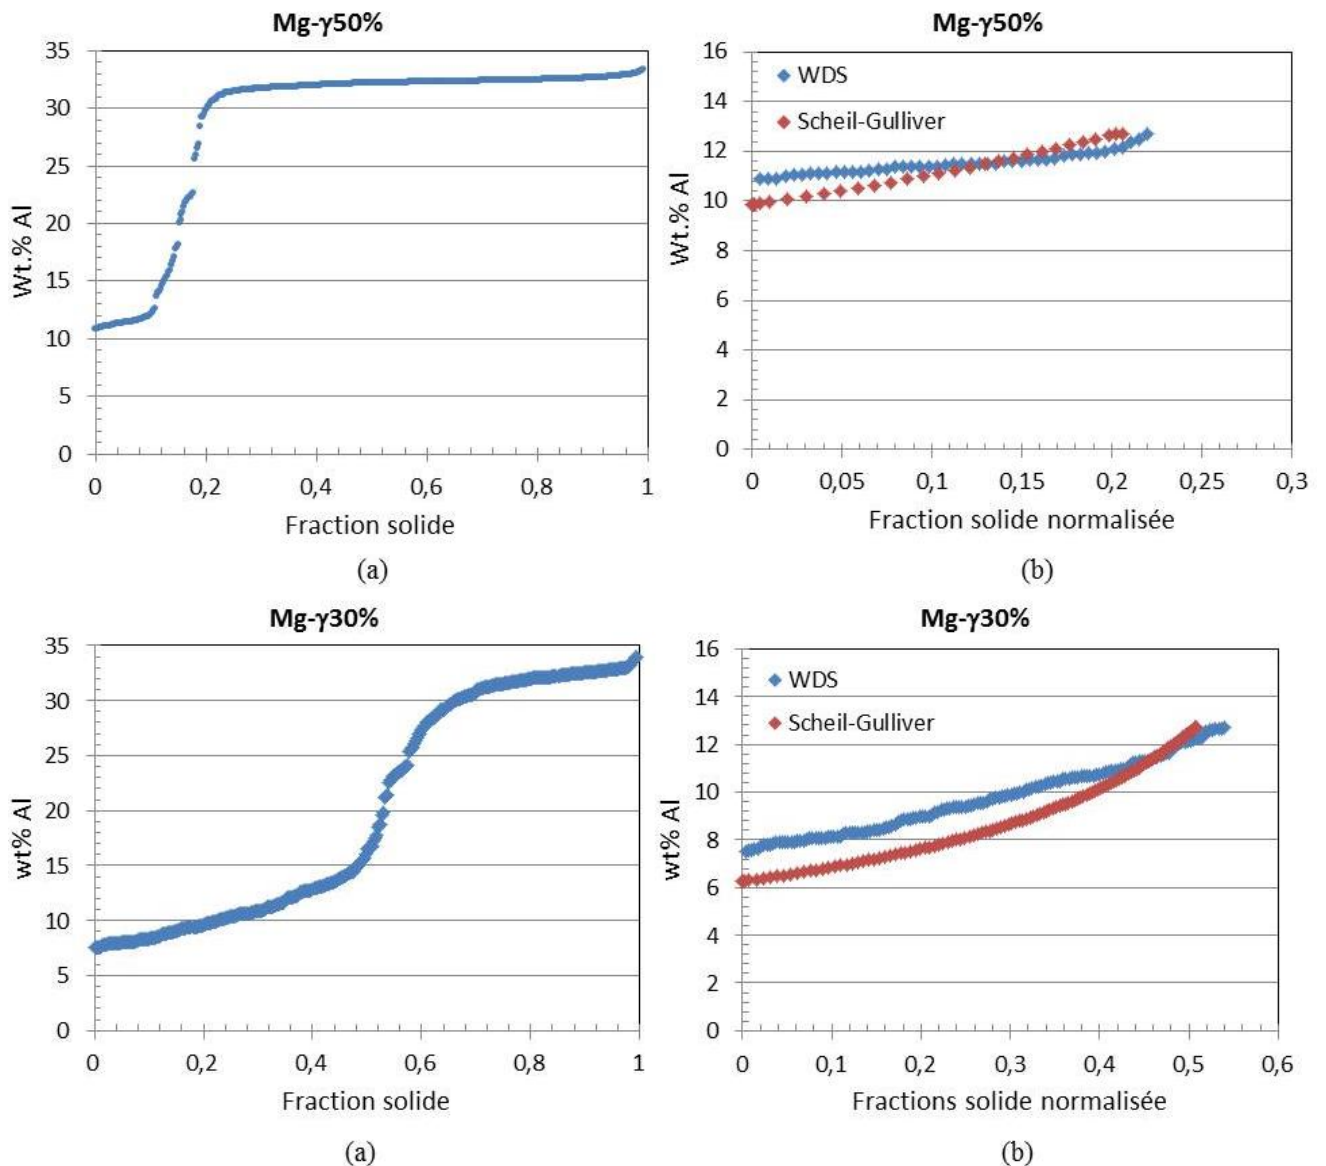 Mg-γ50%
35
30
25
20
15
10
5
0
Wt.% Al
0 0,2 0,4 0,6 0,8 1
Fraction solide
(a)
Mg-γ50%
16
14
12
10
8
6
4
2
0
Wt.% Al
WDS
Scheil-Gulliver
0 0,05 0,1 0,15 0,2 0,25 0,3
Fraction solide normalisée
(b)
Mg-γ30%
35
30
25
20
15
10
5
0
wt% Al
0 0,2 0,4 0,6 0,8 1
Fraction solide
(a)
Mg-γ30%
16
14
12
10
8
6
4
2
0
wt% Al
WDS
Scheil-Gulliver
0 0,1 0,2 0,3 0,4 0,5 0,6
Fractions solide normalisée
(b)